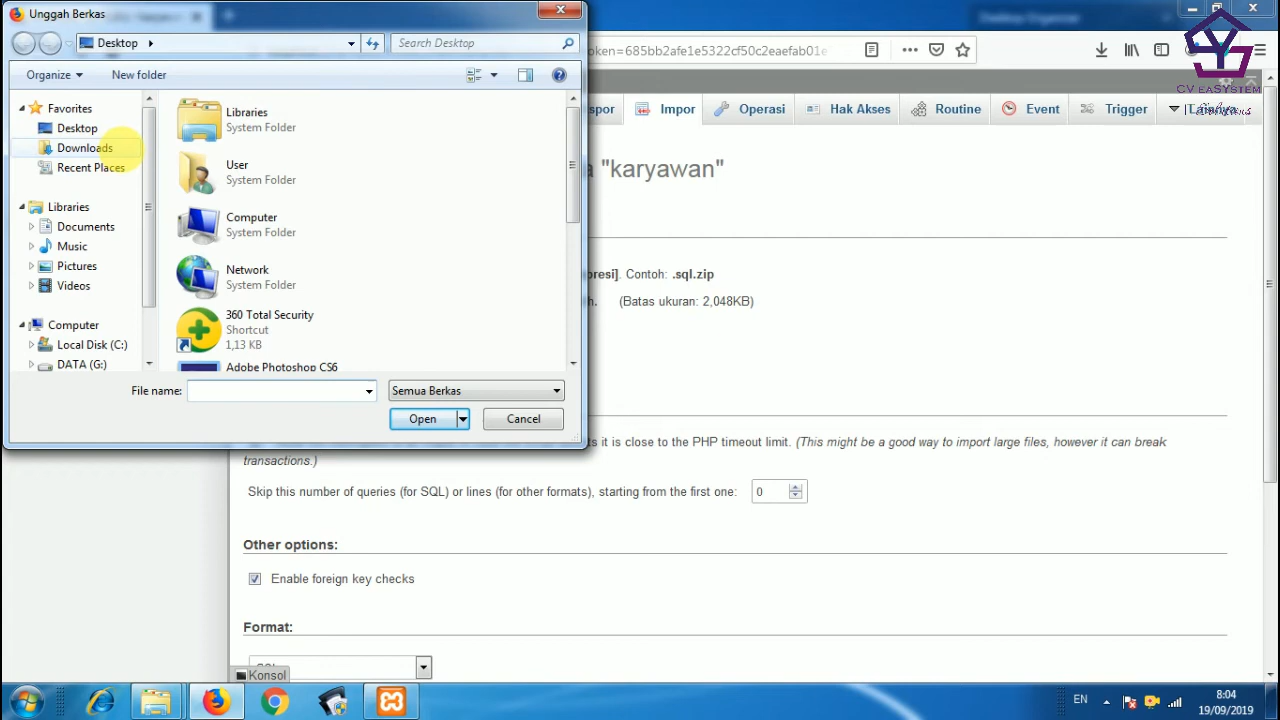 Unggah Berkas
Desktop Organizer
Desktop
Search Desktop
token=685bb2afe1e5322cf50c2eaefab01e
Organize
New folder
CV eaSYstem
Favorites
Desktop
Downloads
Recent Places
Libraries
Documents
Music
Pictures
Videos
Computer
Local Disk (C:)
DATA (G:)
Libraries
System Folder
User
System Folder
Computer
System Folder
Network
System Folder
360 Total Security
Shortcut
1,13 KB
Adobe Photoshop CS6
File name:
Semua Berkas
Open
Cancel
spor
Impor
Operasi
Hak Akses
Routine
Event
Trigger
"karyawan"
presi]. Contoh: .sql.zip
(Batas ukuran: 2,048KB)
it is close to the PHP timeout limit. (This might be a good way to import large files, however it can break
transactions.)
Skip this number of queries (for SQL) or lines (for other formats), starting from the first one:
0
Other options:
Enable foreign key checks
Format:
Konsol
EN
8:04
19/09/2019